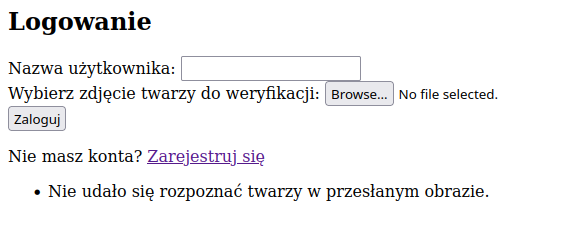 Logowanie
Nazwa użytkownika:
Wybierz zdjęcie twarzy do weryfikacji: Browse... No file selected.
Zaloguj
Nie masz konta? Zarejestruj się
• Nie udało się rozpoznać twarzy w przesłanym obrazie.